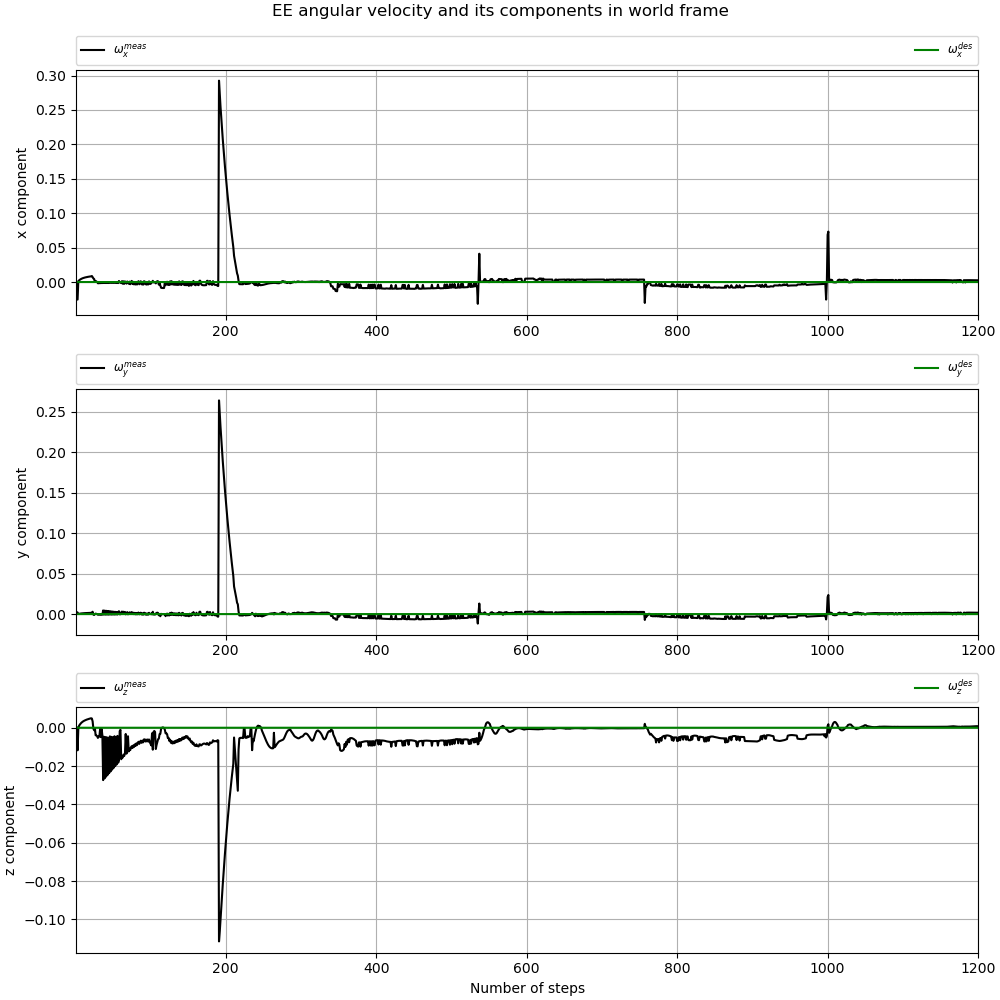 EE angular velocity and its components in world frame
ω_x^meas ω_x^des
0.30
0.25
0.20
0.15
0.10
0.05
0.00
x component
200 400 600 800 1000 1200
ω_y^meas ω_y^des
0.25
0.20
0.15
0.10
0.05
0.00
y component
200 400 600 800 1000 1200
ω_z^meas ω_z^des
0.00
−0.02
−0.04
−0.06
−0.08
−0.10
z component
200 400 600 800 1000 1200
Number of steps